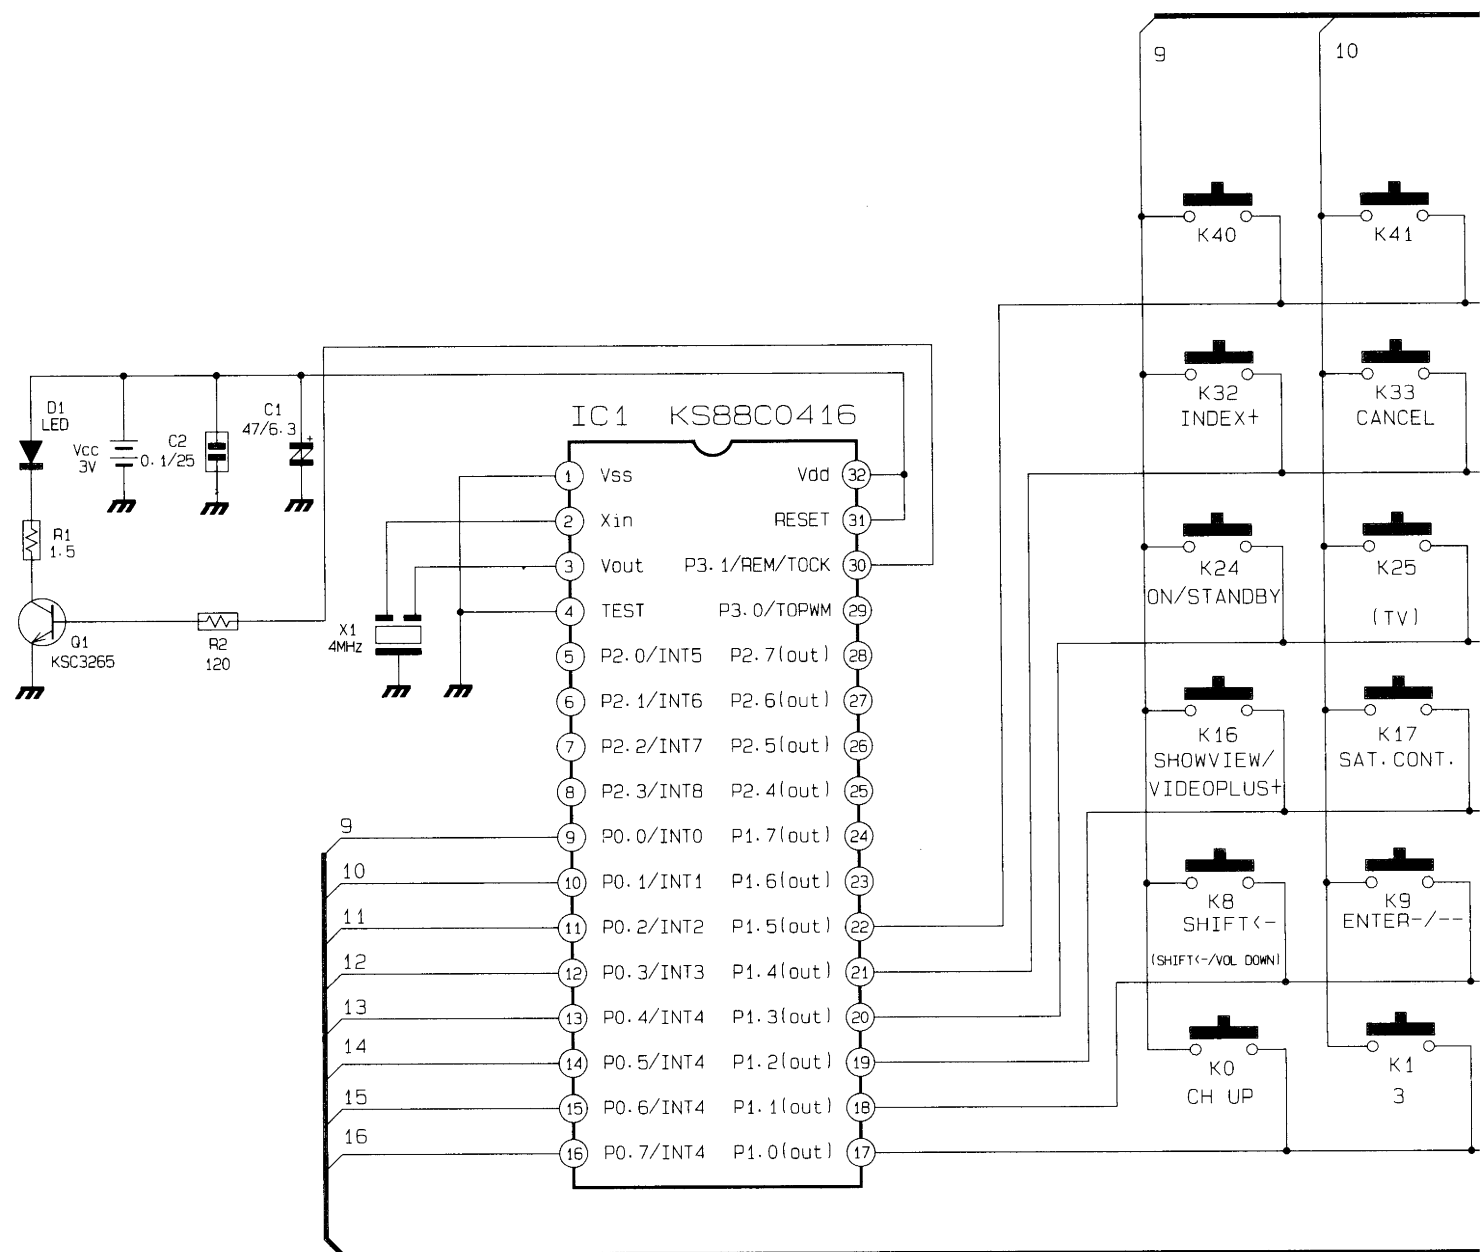 9
10
K40
K41
K32
INDEX+
K33
CANCEL
K24
ON/STANDBY
K25
(TV)
K16
SHOWVIEW/
VIDEOPLUS+
K17
SAT.CONT.
K8
SHIFT<-
(SHIFT<-/VOL DOWN)
K9
ENTER-/--
K0
CH UP
K1
3
D1
LED
Vcc
3V
C2
0.1/25
C1
47/6.3
+
R1
1.5
Q1
KSC3265
R2
120
X1
4MHz
IC1 KS88C0416
1 Vss Vdd 32
2 Xin RESET 31
3 Vout P3.1/REM/TOCK 30
4 TEST P3.0/TOPWM 29
5 P2.0/INT5 P2.7(out) 28
6 P2.1/INT6 P2.6(out) 27
7 P2.2/INT7 P2.5(out) 26
8 P2.3/INT8 P2.4(out) 25
9 9 P0.0/INT0 P1.7(out) 24
10 10 P0.1/INT1 P1.6(out) 23
11 11 P0.2/INT2 P1.5(out) 22
12 12 P0.3/INT3 P1.4(out) 21
13 13 P0.4/INT4 P1.3(out) 20
14 14 P0.5/INT4 P1.2(out) 19
15 15 P0.6/INT4 P1.1(out) 18
16 16 P0.7/INT4 P1.0(out) 17